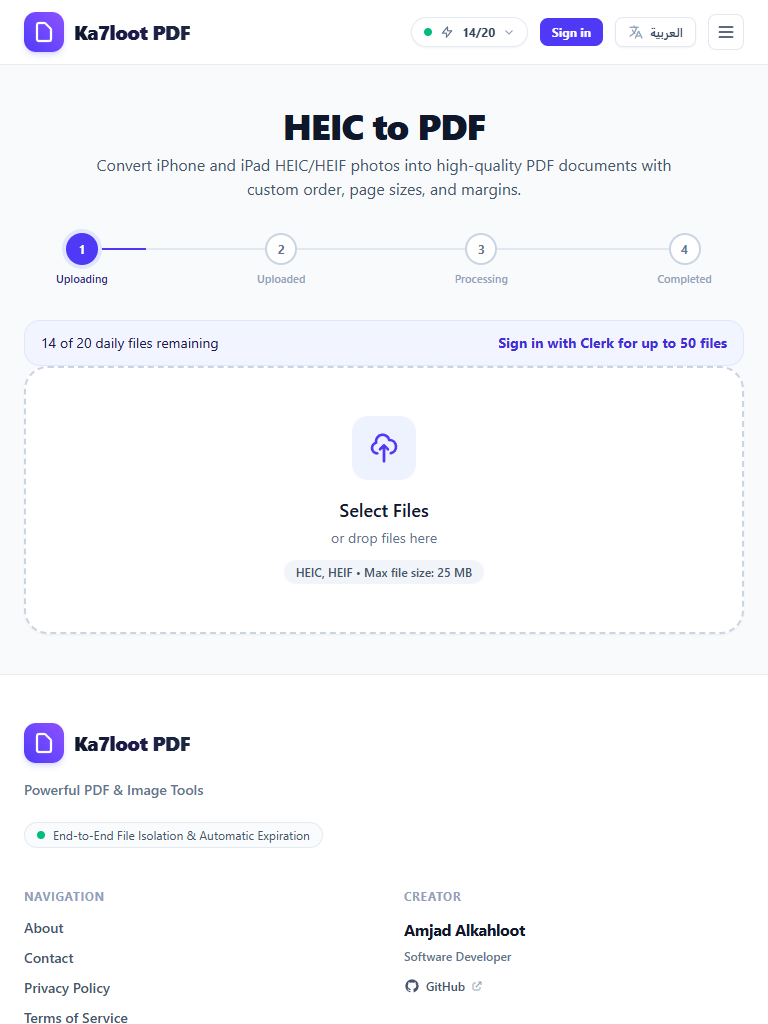 Ka7loot PDF
14/20
Sign in
العربية
HEIC to PDF
Convert iPhone and iPad HEIC/HEIF photos into high-quality PDF documents with
custom order, page sizes, and margins.
1
2
3
4
Uploading
Uploaded
Processing
Completed
14 of 20 daily files remaining
Sign in with Clerk for up to 50 files
Select Files
or drop files here
HEIC, HEIF • Max file size: 25 MB
Ka7loot PDF
Powerful PDF & Image Tools
End-to-End File Isolation & Automatic Expiration
NAVIGATION
About
Contact
Privacy Policy
Terms of Service
CREATOR
Amjad Alkahloot
Software Developer
GitHub